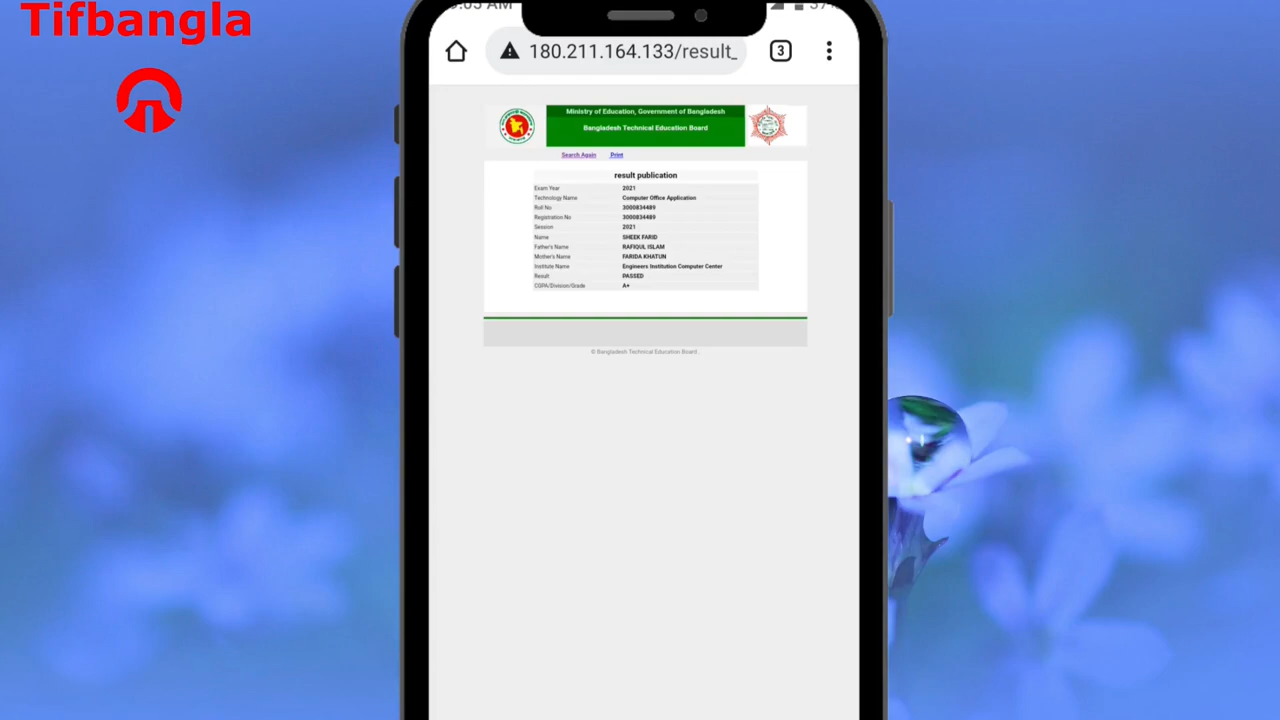 Tifbangla
180.211.164.133/result_
3
Ministry of Education, Government of Bangladesh
Bangladesh Technical Education Board
Search Again Print
result publication
Exam Year 2021
Technology Name Computer Office Application
Roll No 3000834489
Registration No 3000834489
Session 2021
Name SHEEK FARID
Father's Name RAFIQUL ISLAM
Mother's Name FARIDA KHATUN
Institute Name Engineers Institution Computer Center
Result PASSED
CGPA/Division/Grade A+
© Bangladesh Technical Education Board .